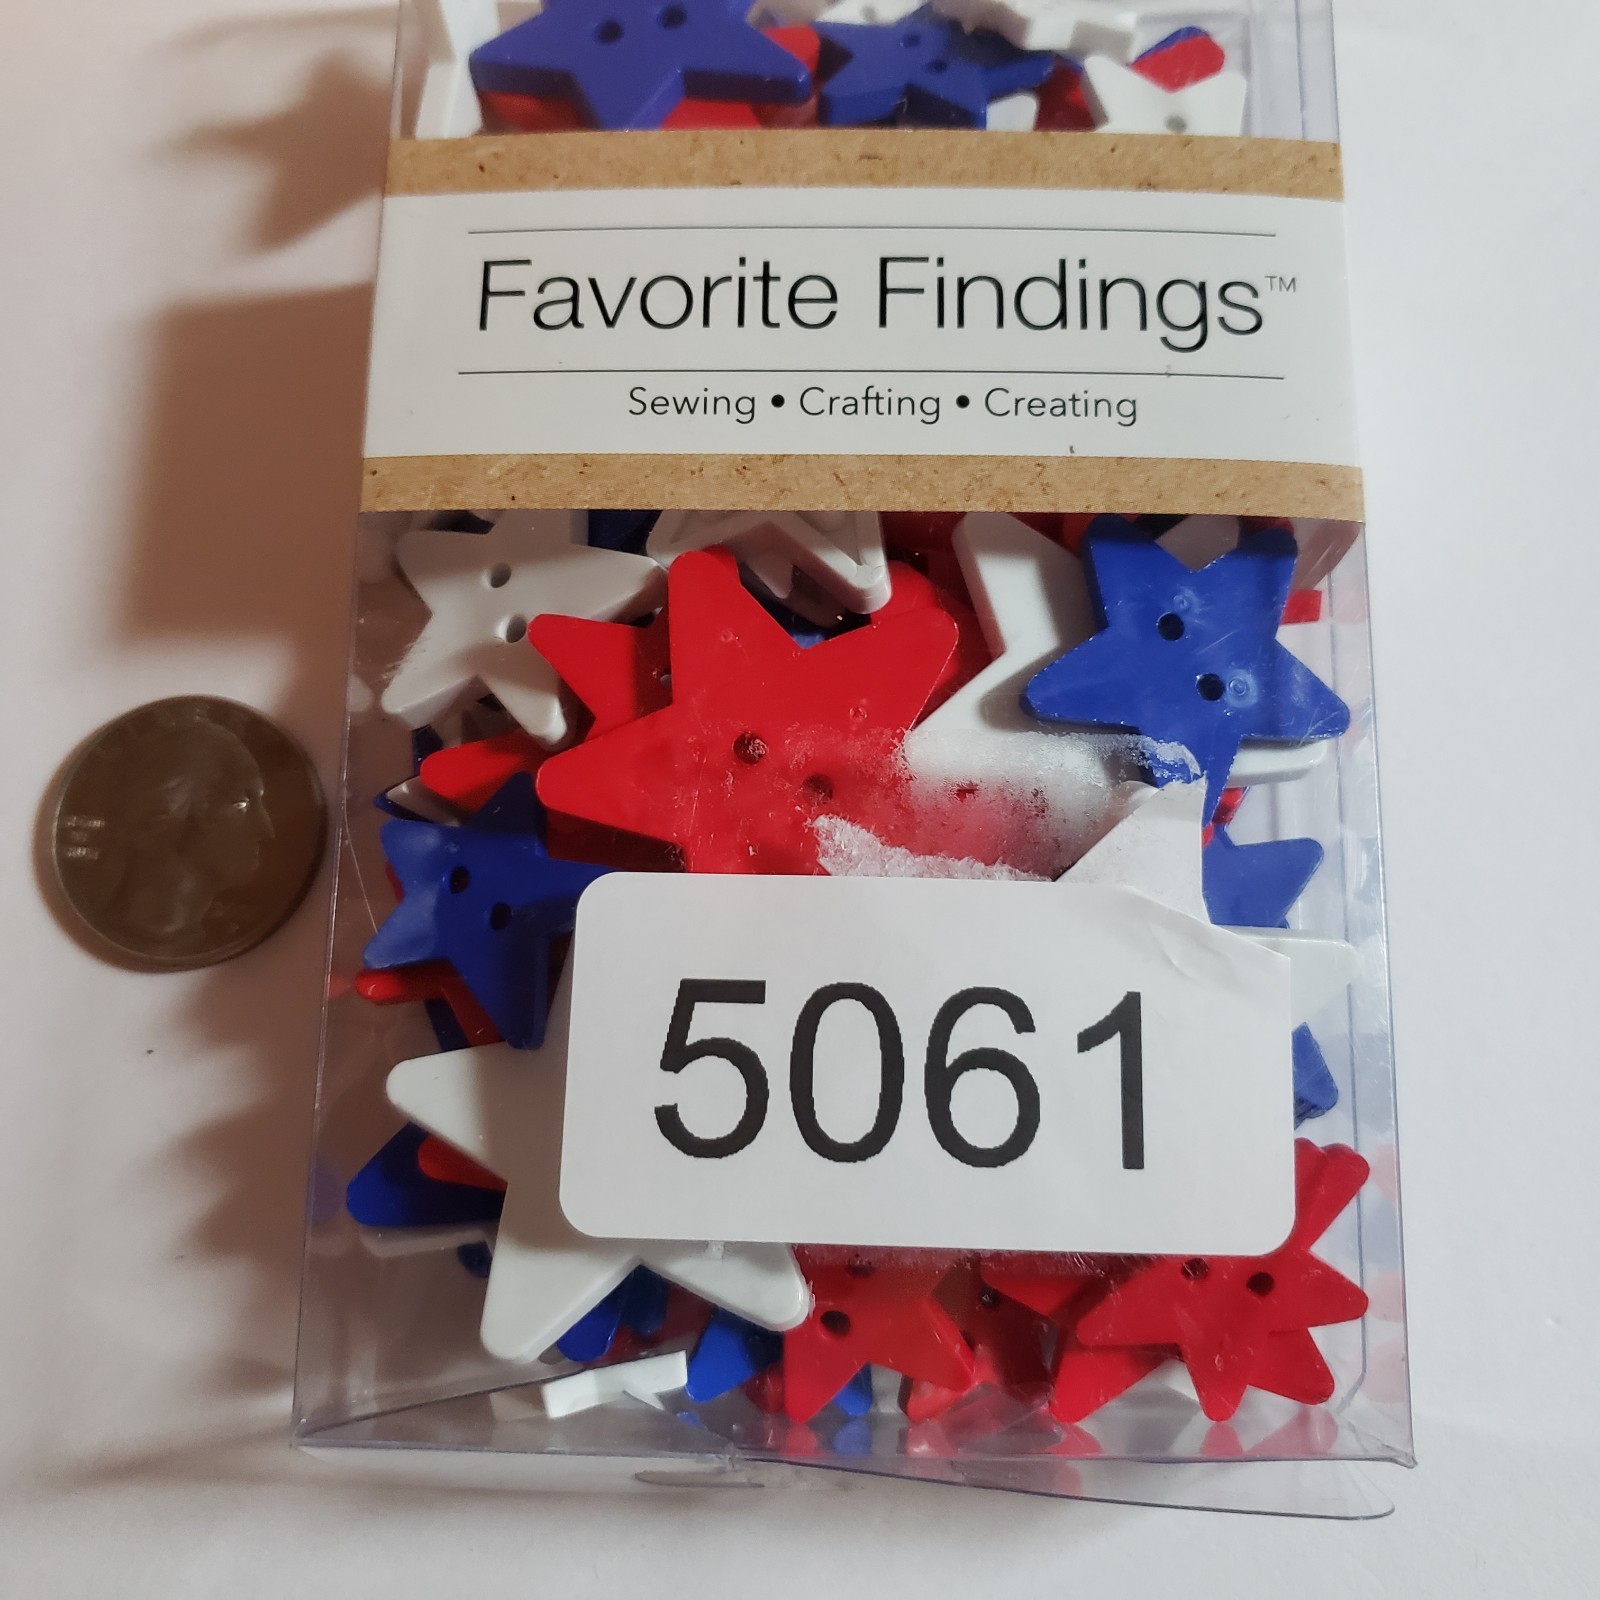 Favorite Findings™
Sewing • Crafting • Creating
5061